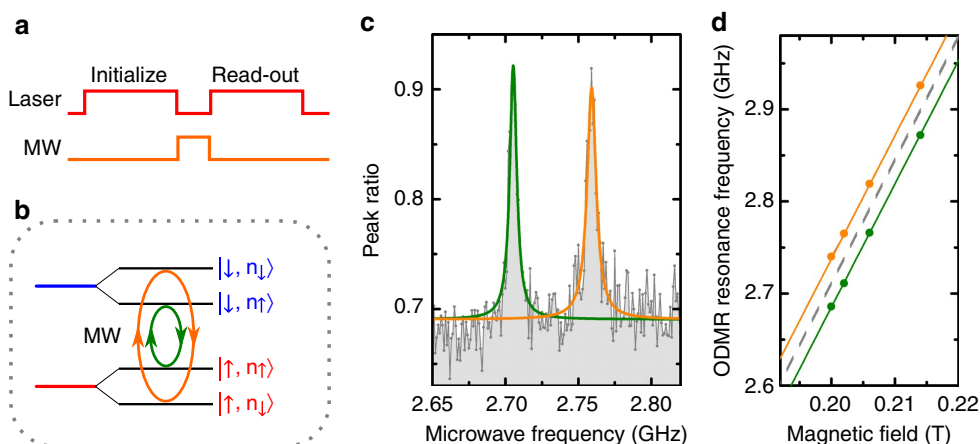 a
Initialize Read-out
Laser
MW
b
|↓, n↓⟩
|↓, n↑⟩
MW
|↑, n↑⟩
|↑, n↓⟩
c
Peak ratio
0.9
0.8
0.7
2.65 2.70 2.75 2.80
Microwave frequency (GHz)
d
ODMR resonance frequency (GHz)
2.9
2.8
2.7
2.6
0.20 0.21 0.22
Magnetic field (T)